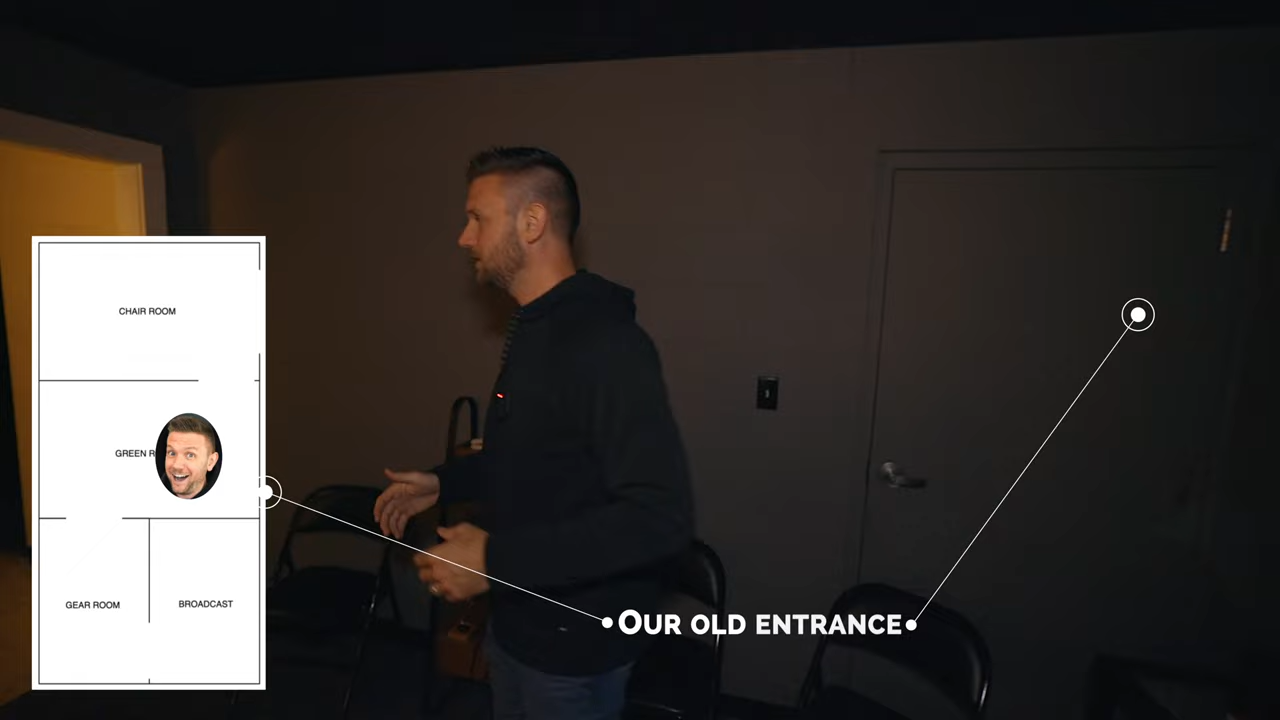 CHAIR ROOM
GREEN R
GEAR ROOM
BROADCAST
OUR OLD ENTRANCE